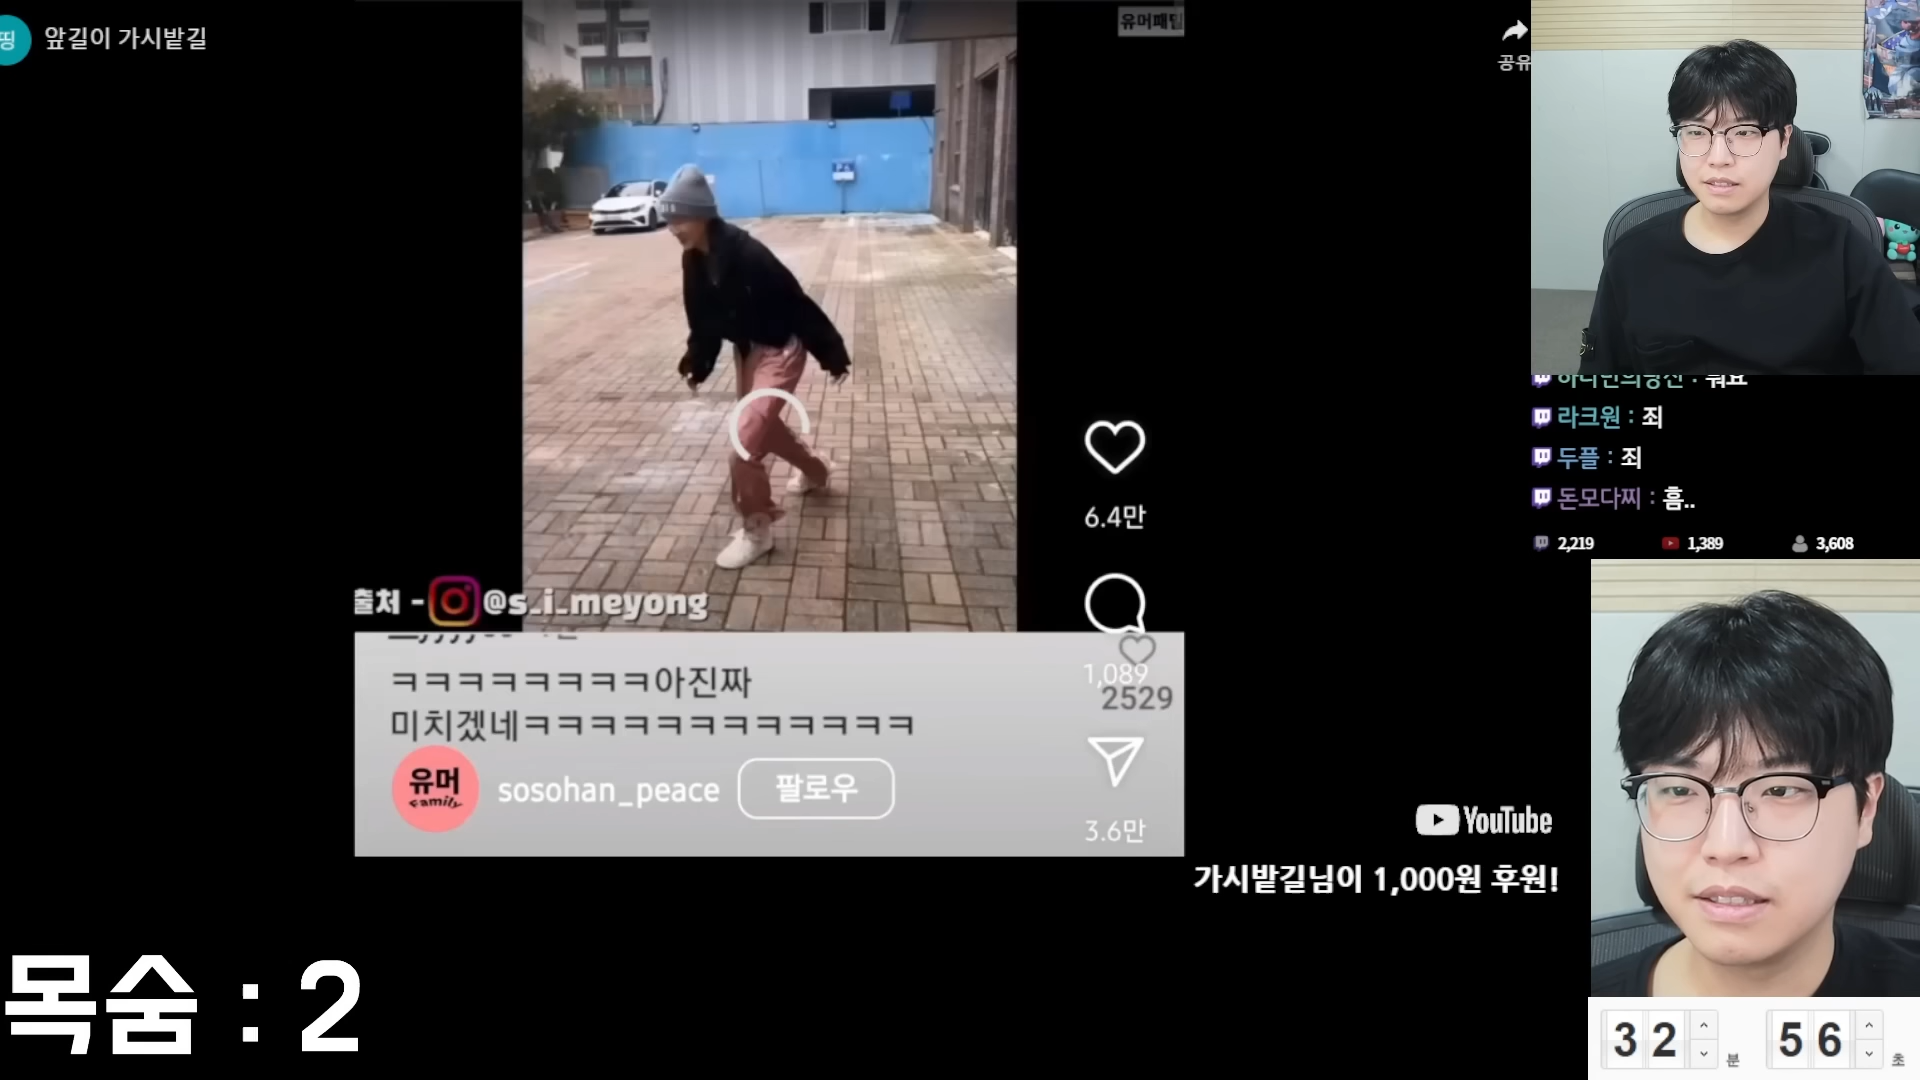 띵
앞길이 가시밭길
유머패밀
공유
라크원 : 죄
두플 : 죄
돈모다찌 : 흠..
2,219
1,389
3,608
6.4만
출처 - @s_i_meyong
ㅋㅋㅋㅋㅋㅋㅋㅋ아진짜
1,089
2529
미치겠네ㅋㅋㅋㅋㅋㅋㅋㅋㅋㅋㅋㅋ
유머
Family
sosohan_peace
팔로우
3.6만
YouTube
가시밭길님이 1,000원 후원!
목숨 : 2
32 분 56 초